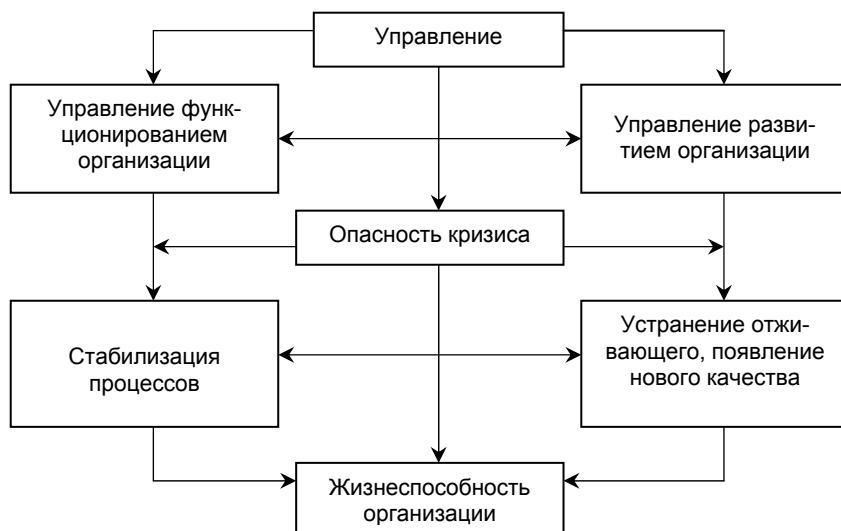 Управление
Управление функ-
ционированием
организации
Управление разви-
тием организации
Опасность кризиса
Стабилизация
процессов
Устранение отжи-
вающего, появление
нового качества
Жизнеспособность
организации